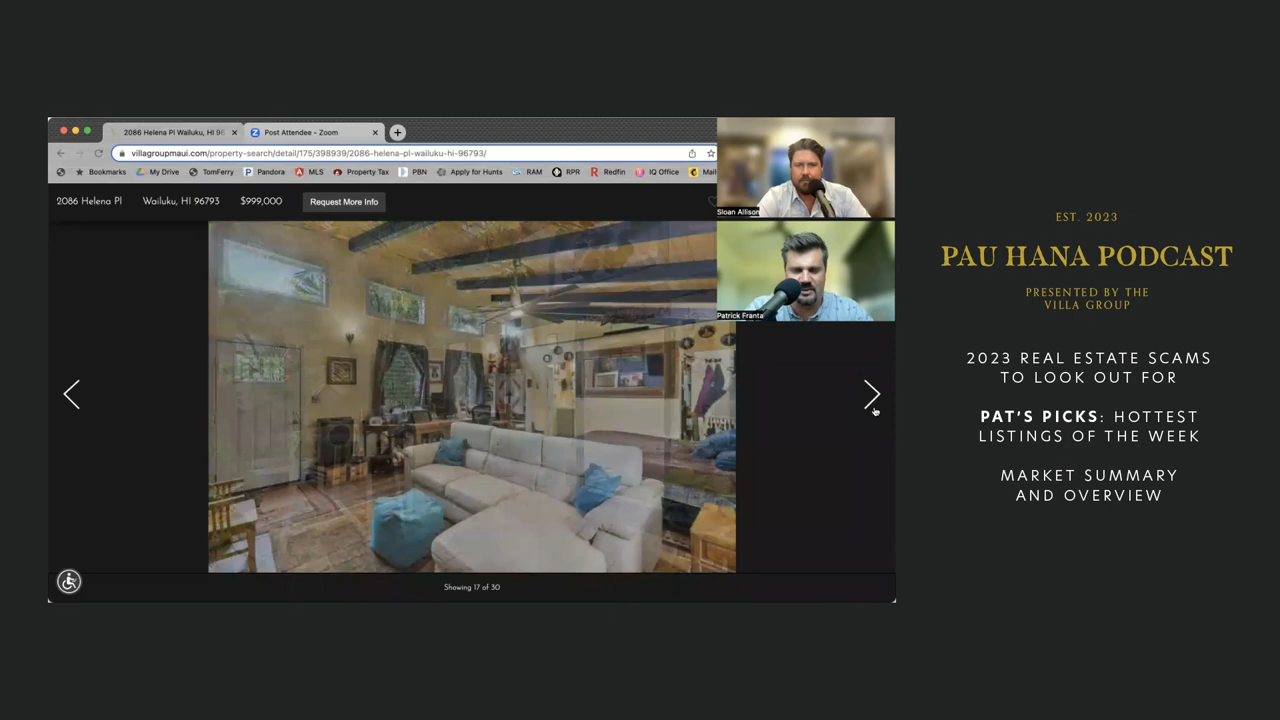 2086 Helena Pl Wailuku, HI 96
Post Attendee - Zoom
villagroupmaui.com/property-search/detail/175/398939/2086-helena-pl-wailuku-hi-96793/
Bookmarks My Drive TomFerry Pandora MLS Property Tax PBN Apply for Hunts RAM RPR Redfin IQ Office Mail
2086 Helena Pl Wailuku, HI 96793 $999,000 Request More Info
Sloan Allison
Patrick Franta
Showing 17 of 30
EST. 2023
PAU HANA PODCAST
PRESENTED BY THE
VILLA GROUP
2023 REAL ESTATE SCAMS
TO LOOK OUT FOR
PAT'S PICKS: HOTTEST
LISTINGS OF THE WEEK
MARKET SUMMARY
AND OVERVIEW